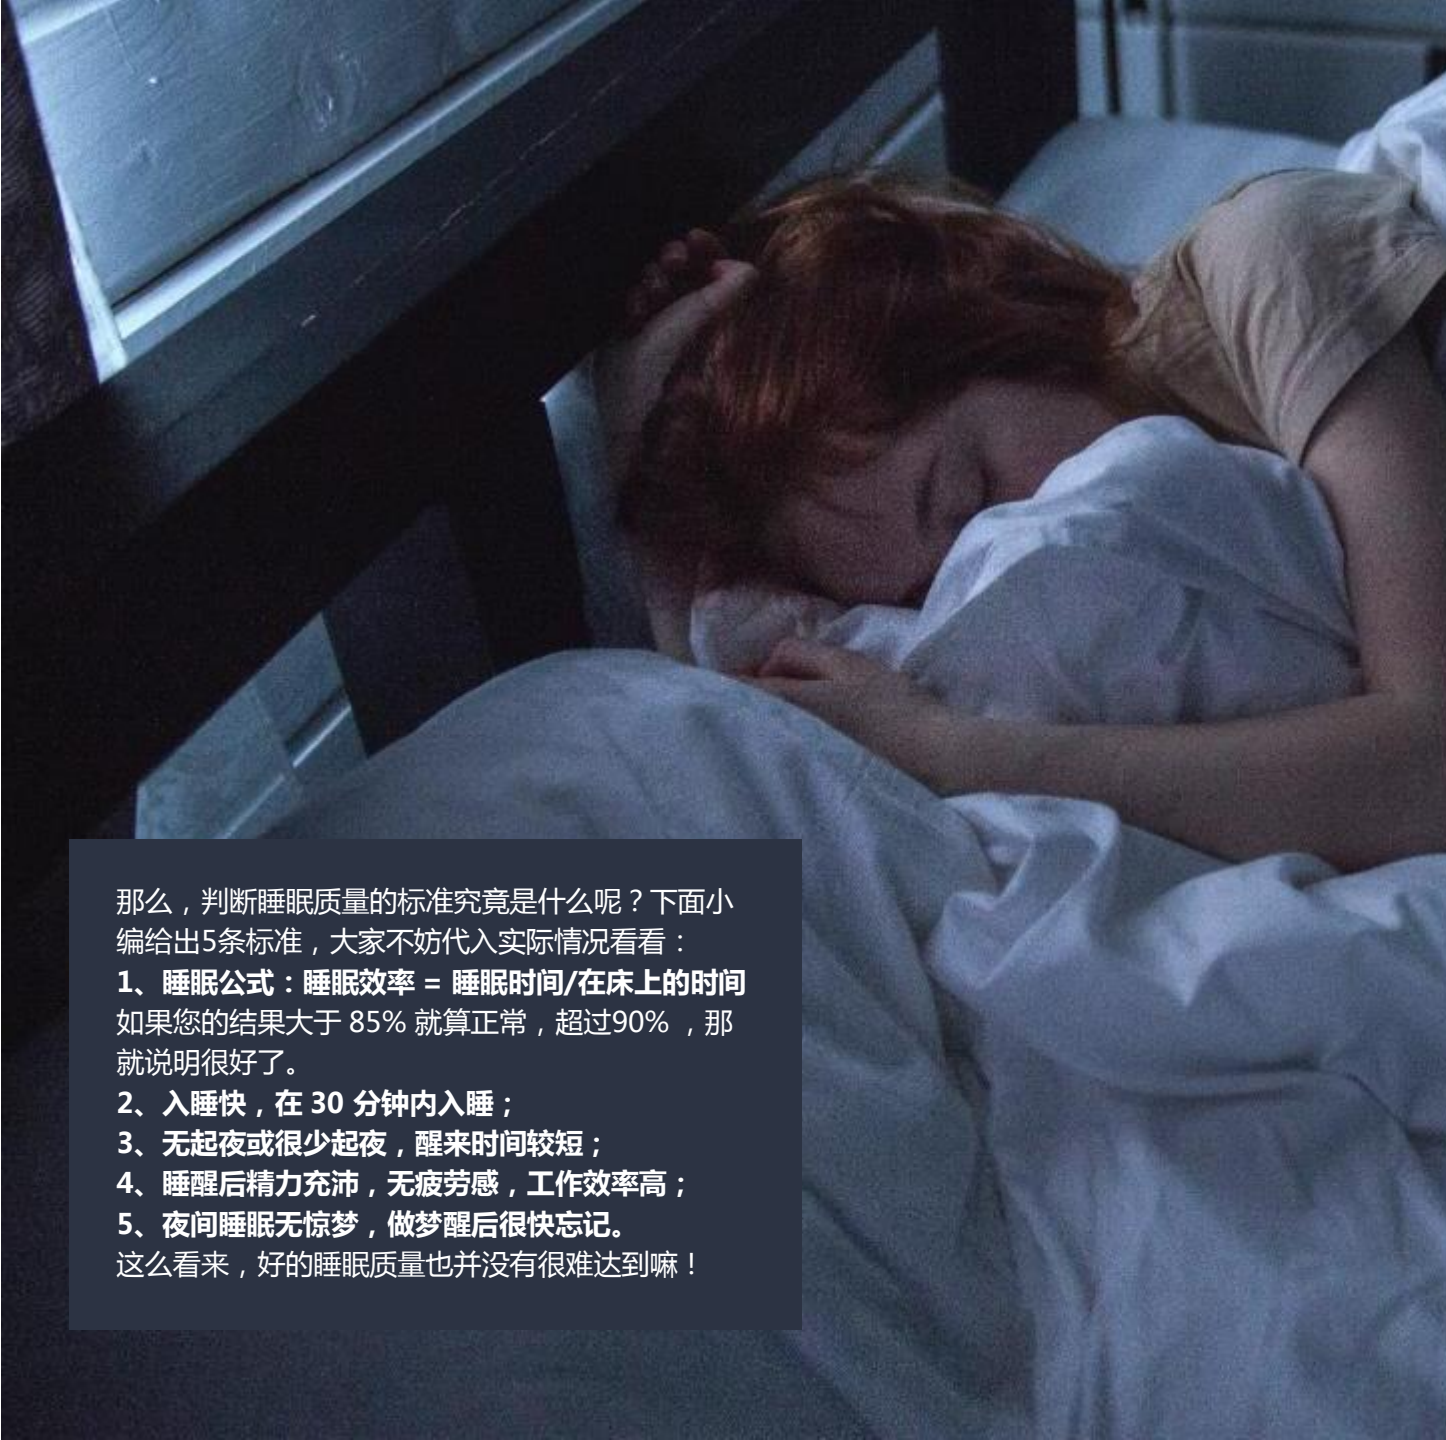 那么，判断睡眠质量的标准究竟是什么呢？下面小
编给出5条标准，大家不妨代入实际情况看看：
1、睡眠公式：睡眠效率 = 睡眠时间/在床上的时间
如果您的结果大于 85% 就算正常，超过90% ，那
就说明很好了。
2、入睡快，在 30 分钟内入睡；
3、无起夜或很少起夜，醒来时间较短；
4、睡醒后精力充沛，无疲劳感，工作效率高；
5、夜间睡眠无惊梦，做梦醒后很快忘记。
这么看来，好的睡眠质量也并没有很难达到嘛！